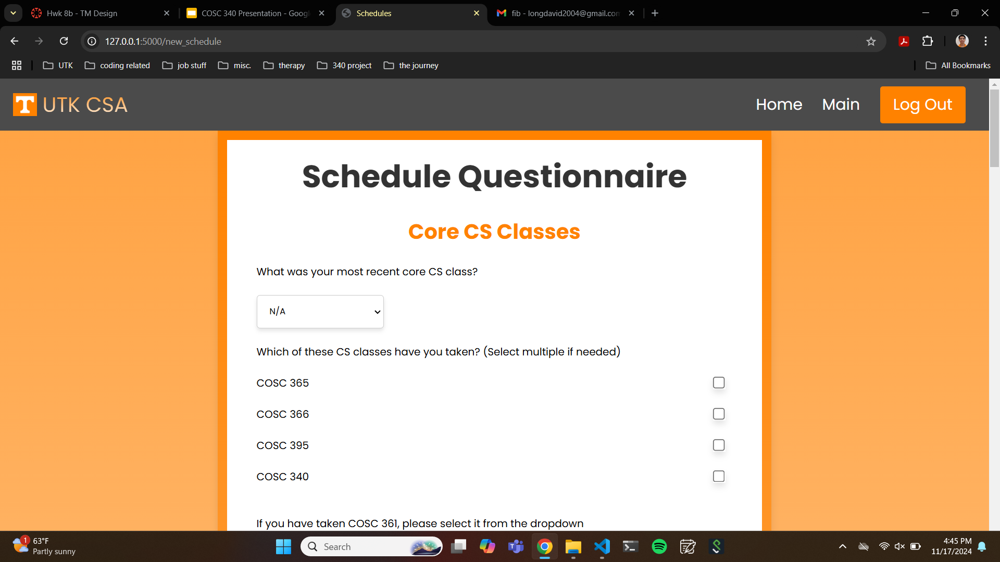 Hwk 8b - TM Design
COSC 340 Presentation - Googl
Schedules
fib - longdavid2004@gmail.com
127.0.0.1:5000/new_schedule
UTK
coding related
job stuff
misc.
therapy
340 project
the journey
All Bookmarks
T UTK CSA
Home
Main
Log Out
Schedule Questionnaire
Core CS Classes
What was your most recent core CS class?
N/A
Which of these CS classes have you taken? (Select multiple if needed)
COSC 365
COSC 366
COSC 395
COSC 340
If you have taken COSC 361, please select it from the dropdown
1
63°F
Partly sunny
Search
4:45 PM
11/17/2024